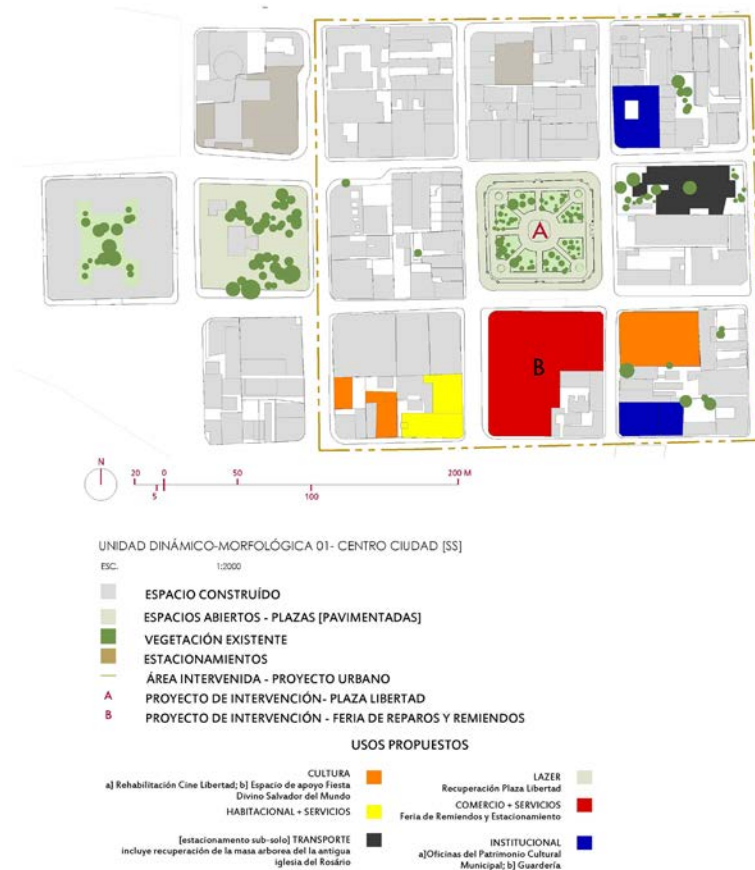 A
B
N
20 0 50 200 M
5 100
UNIDAD DINÁMICO-MORFOLÓGICA 01- CENTRO CIUDAD [SS]
ESC. 1:2000
ESPACIO CONSTRUÍDO
ESPACIOS ABIERTOS - PLAZAS [PAVIMENTADAS]
VEGETACIÓN EXISTENTE
ESTACIONAMIENTOS
ÁREA INTERVENIDA - PROYECTO URBANO
A PROYECTO DE INTERVENCIÓN- PLAZA LIBERTAD
B PROYECTO DE INTERVENCIÓN - FERIA DE REPAROS Y REMIENDOS
USOS PROPUESTOS
CULTURA
a] Rehabilitación Cine Libertad; b] Espacio de apoyo Fiesta
Divino Salvador del Mundo
HABITACIONAL + SERVICIOS
[estacionamento sub-solo] TRANSPORTE
incluye recuperación de la masa arborea del la antigua
iglesia del Rosário
LAZER
Recuperación Plaza Libertad
COMERCIO + SERVICIOS
Feria de Remiendos y Estacionamiento
INSTITUCIONAL
a]Oficinas del Patrimonio Cultural
Municipal; b] Guardería